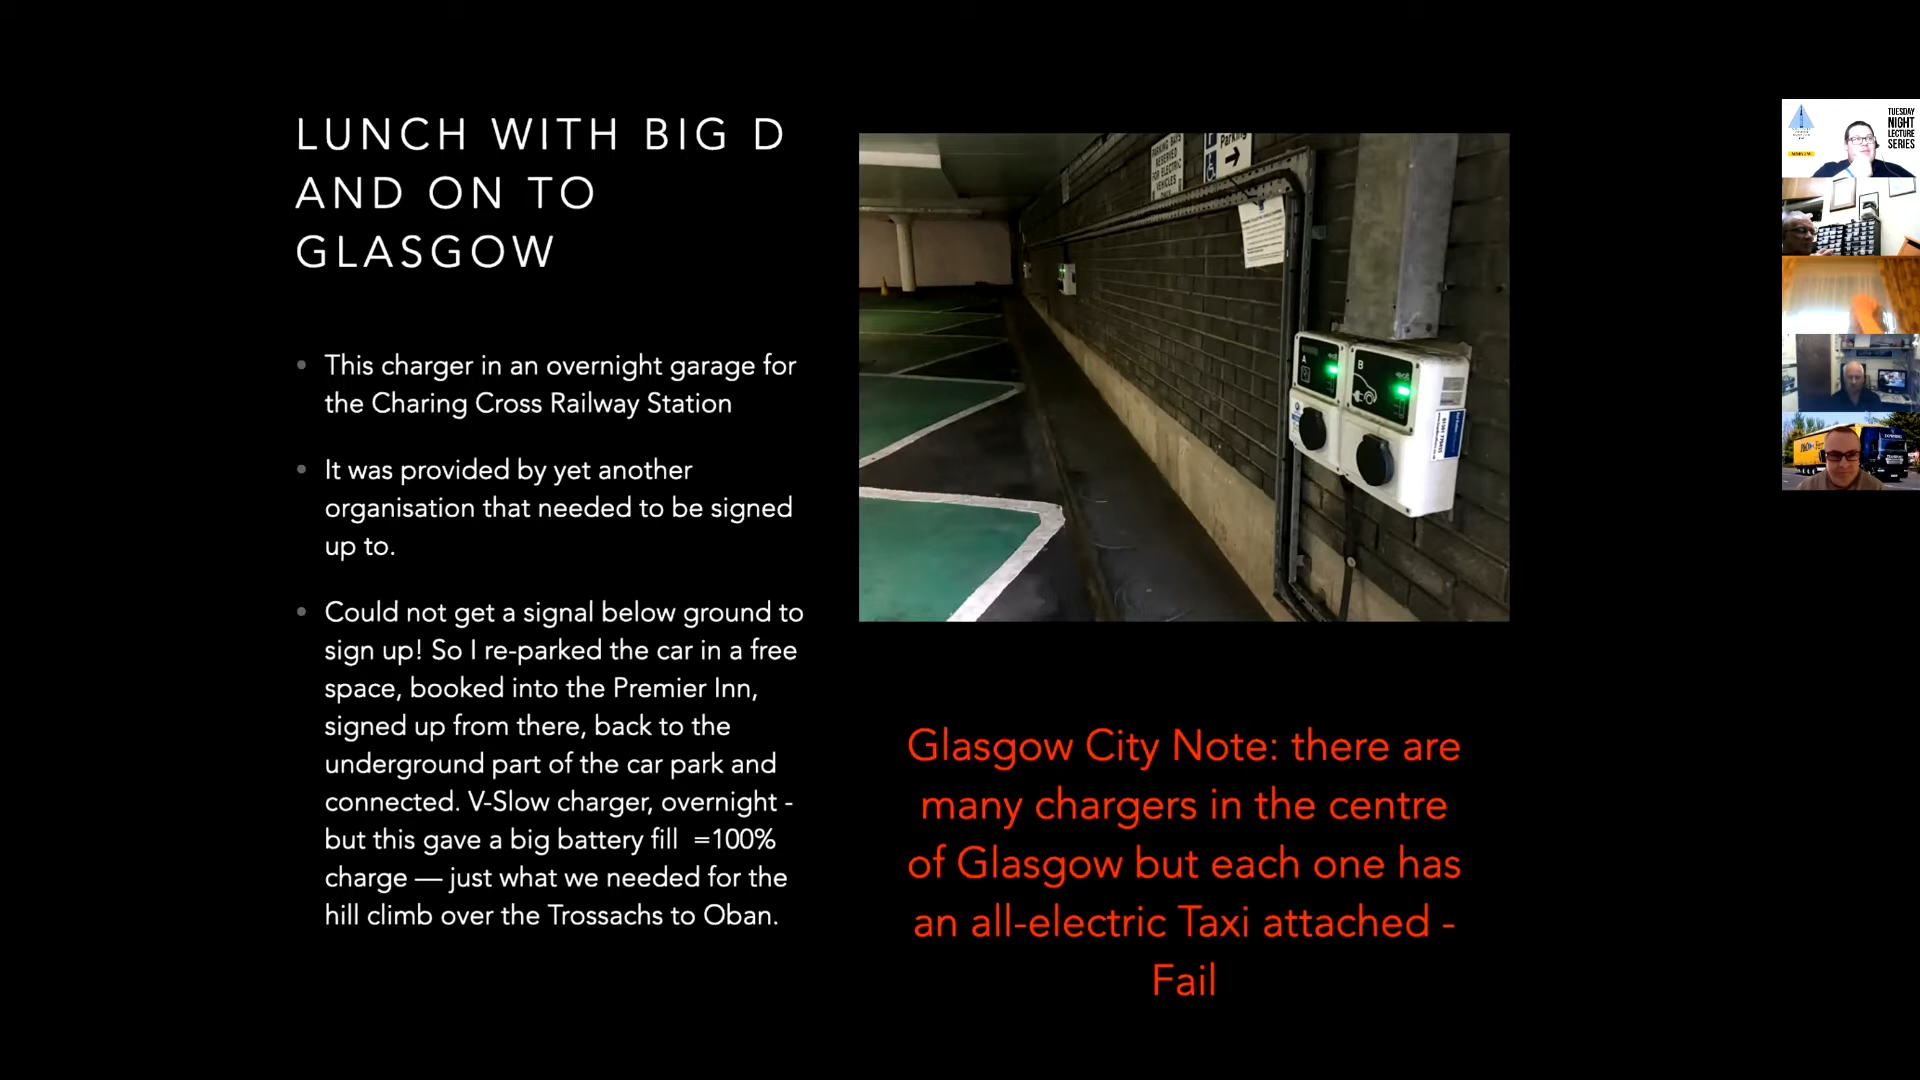 LUNCH WITH BIG D
AND ON TO
GLASGOW
This charger in an overnight garage for
the Charing Cross Railway Station
It was provided by yet another
organisation that needed to be signed
up to.
Could not get a signal below ground to
sign up! So I re-parked the car in a free
space, booked into the Premier Inn,
signed up from there, back to the
underground part of the car park and
connected. V-Slow charger, overnight -
but this gave a big battery fill =100%
charge — just what we needed for the
hill climb over the Trossachs to Oban.
PARKING BAYS
RESERVED
FOR ELECTRIC
VEHICLES
Parking
A
B
Glasgow City Note: there are
many chargers in the centre
of Glasgow but each one has
an all-electric Taxi attached -
Fail
TUESDAY
NIGHT
LECTURE
SERIES